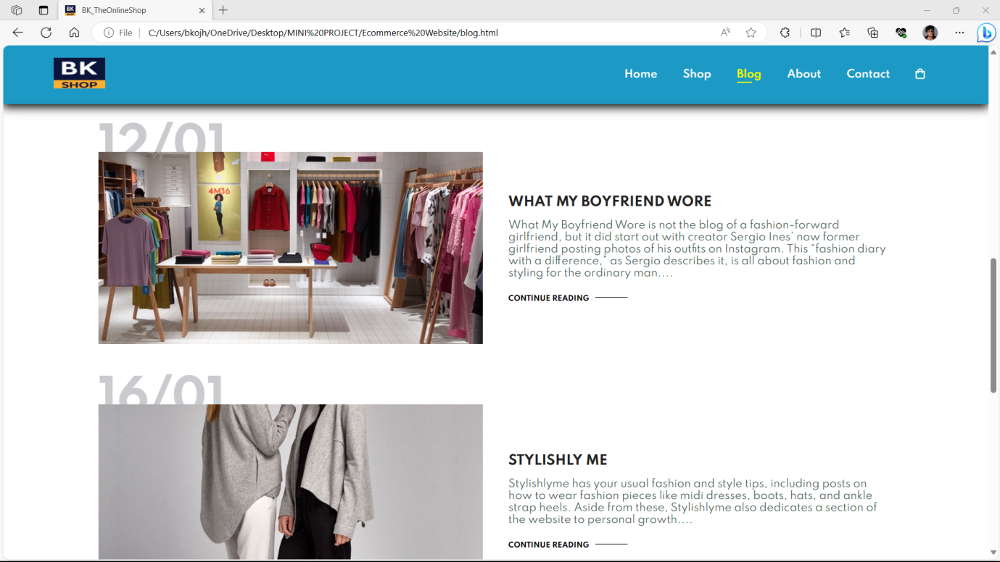 BK_TheOnlineShop
File
C:/Users/bkojh/OneDrive/Desktop/MINI%20PROJECT/Ecommerce%20Website/blog.html
BK
SHOP
Home
Shop
Blog
About
Contact
12/01
4M36
WHAT MY BOYFRIEND WORE
What My Boyfriend Wore is not the blog of a fashion-forward
girlfriend, but it did start out with creator Sergio Ines’ now former
girlfriend posting photos of his outfits on Instagram. This “fashion diary
with a difference,” as Sergio describes it, is all about fashion and
styling for the ordinary man....
CONTINUE READING
16/01
STYLISHLY ME
Stylishlyme has your usual fashion and style tips, including posts on
how to wear fashion pieces like midi dresses, boots, hats, and ankle
strap heels. Aside from these, Stylishlyme also dedicates a section of
the website to personal growth....
CONTINUE READING